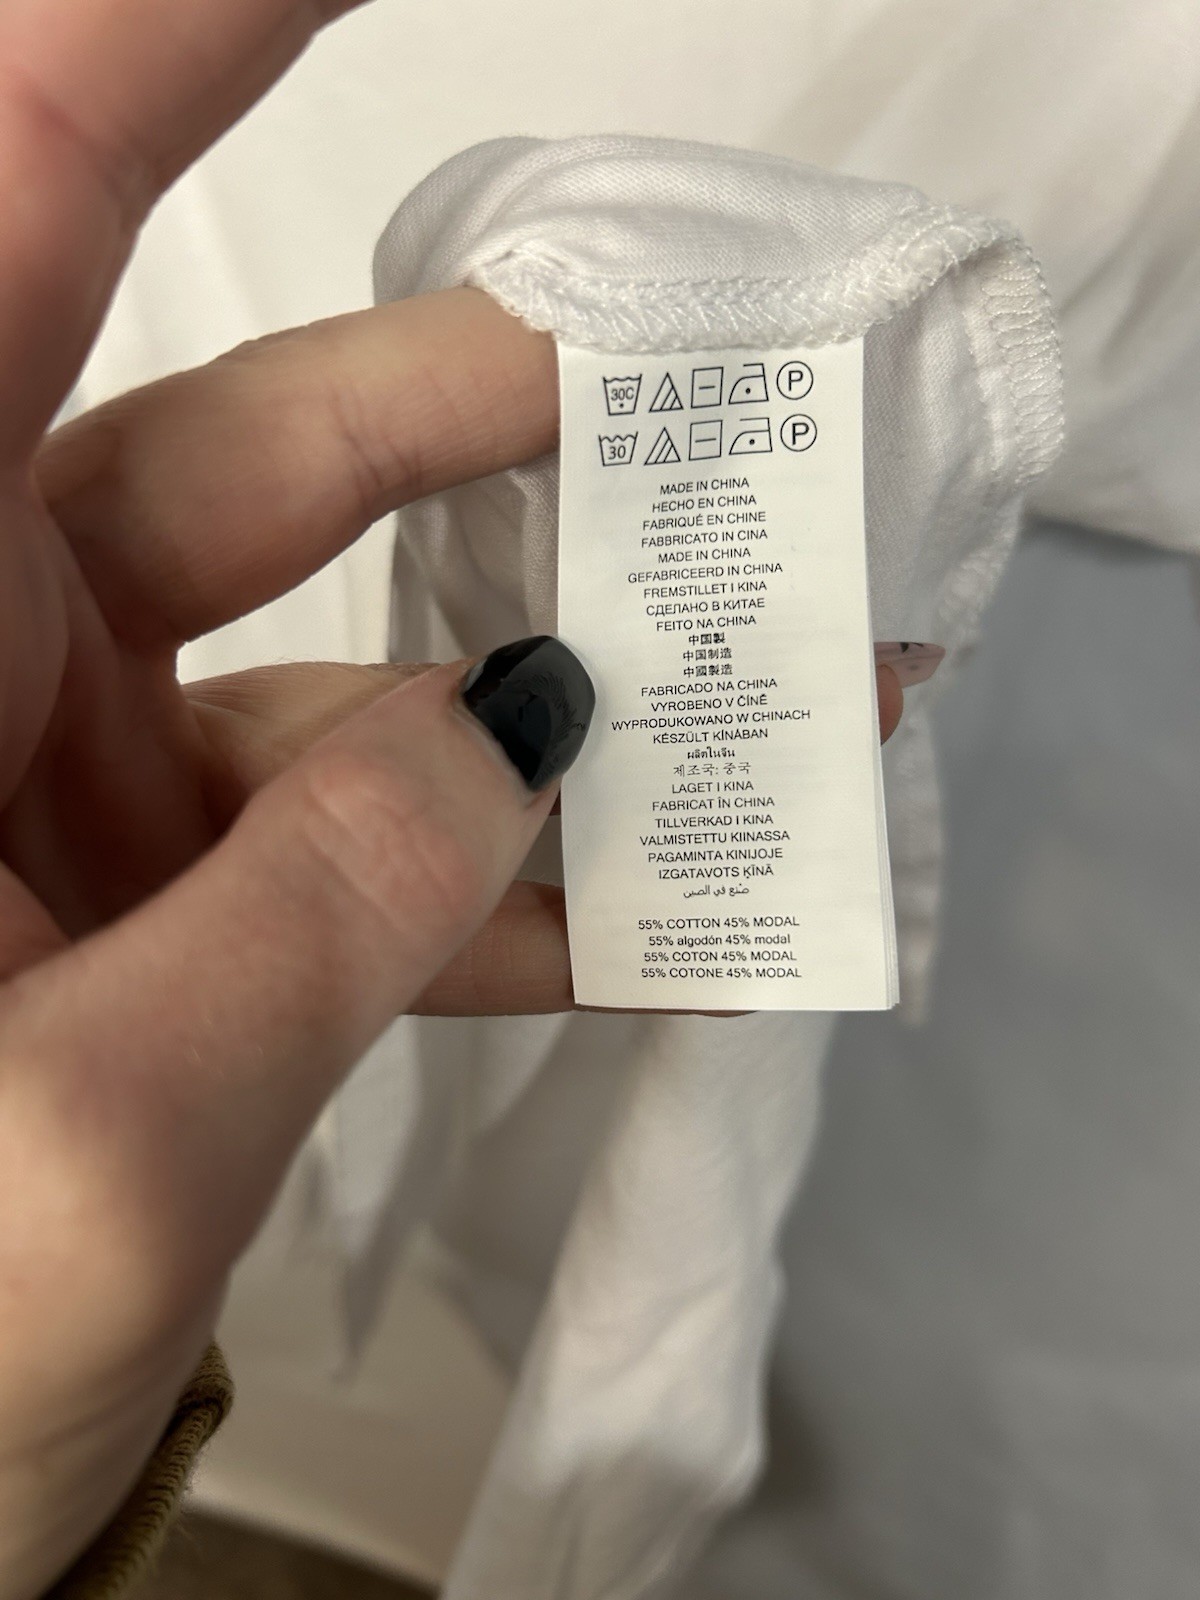 30C P
30 P
MADE IN CHINA
HECHO EN CHINA
FABRIQUÉ EN CHINE
FABBRICATO IN CINA
MADE IN CHINA
GEFABRICEERD IN CHINA
FREMSTILLET I KINA
СДЕЛАНО В КИТАЕ
FEITO NA CHINA
中国製
中国制造
中國製造
FABRICADO NA CHINA
VYROBENO V ČÍNĚ
WYPRODUKOWANO W CHINACH
KÉSZÜLT KÍNÁBAN
ผลิตในจีน
제조국: 중국
LAGET I KINA
FABRICAT ÎN CHINA
TILLVERKAD I KINA
VALMISTETTU KIINASSA
PAGAMINTA KINIJOJE
IZGATAVOTS ĶĪNĀ
صنع في الصين
55% COTTON 45% MODAL
55% algodón 45% modal
55% COTON 45% MODAL
55% COTONE 45% MODAL